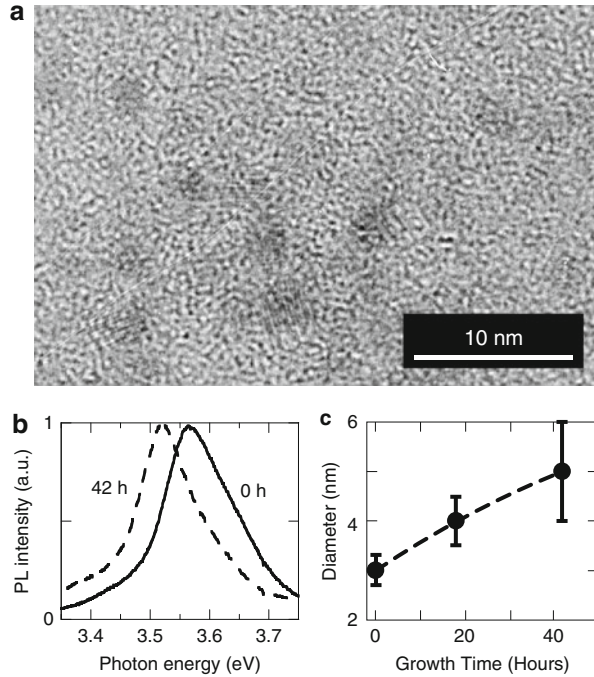 a
10 nm
b
1
PL intensity (a.u.)
42 h
0 h
0
3.4
3.5
3.6
3.7
Photon energy (eV)
c
6
Diameter (nm)
4
2
0
20
40
Growth Time (Hours)